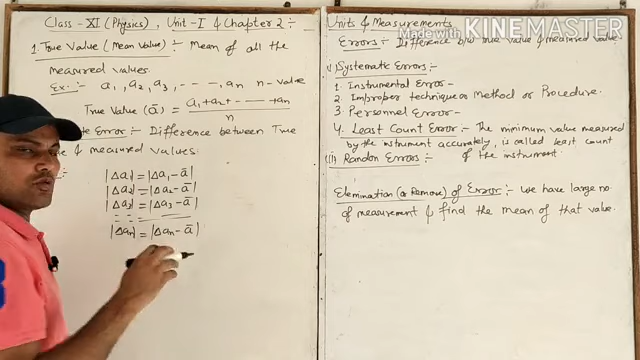 Class - XI (Physics), Unit - I & Chapter 2 :-
1. True Value (Mean Value) :- Mean of all the
measured values.
Ex. :- a₁, a₂, a₃, - - - -, aₙ n-value
True Value (ā) = a₁+a₂+ - - - - +aₙ / n
Error :- Difference between True
& measured values.
|Δa₁| = |Δa₁ - ā|
|Δa₂| = |Δa₂ - ā|
|Δa₃| = |Δa₃ - ā|
|Δaₙ| = |Δaₙ - ā|
Units & Measurements
Made with KINEMASTER
Errors :- Difference b/w true value & measured value
(i) Systematic Errors :-
1. Instrumental Error -
2. Improper technique or Method or Procedure.
3. Personnel Error -
4. Least Count Error :- The minimum value measured
by the instrument accurately, is called least count
of the instrument.
(ii) Randon Errors :-
Elemination (or Remove) of Error :- We have large no.
of measurement & find the mean of that value.